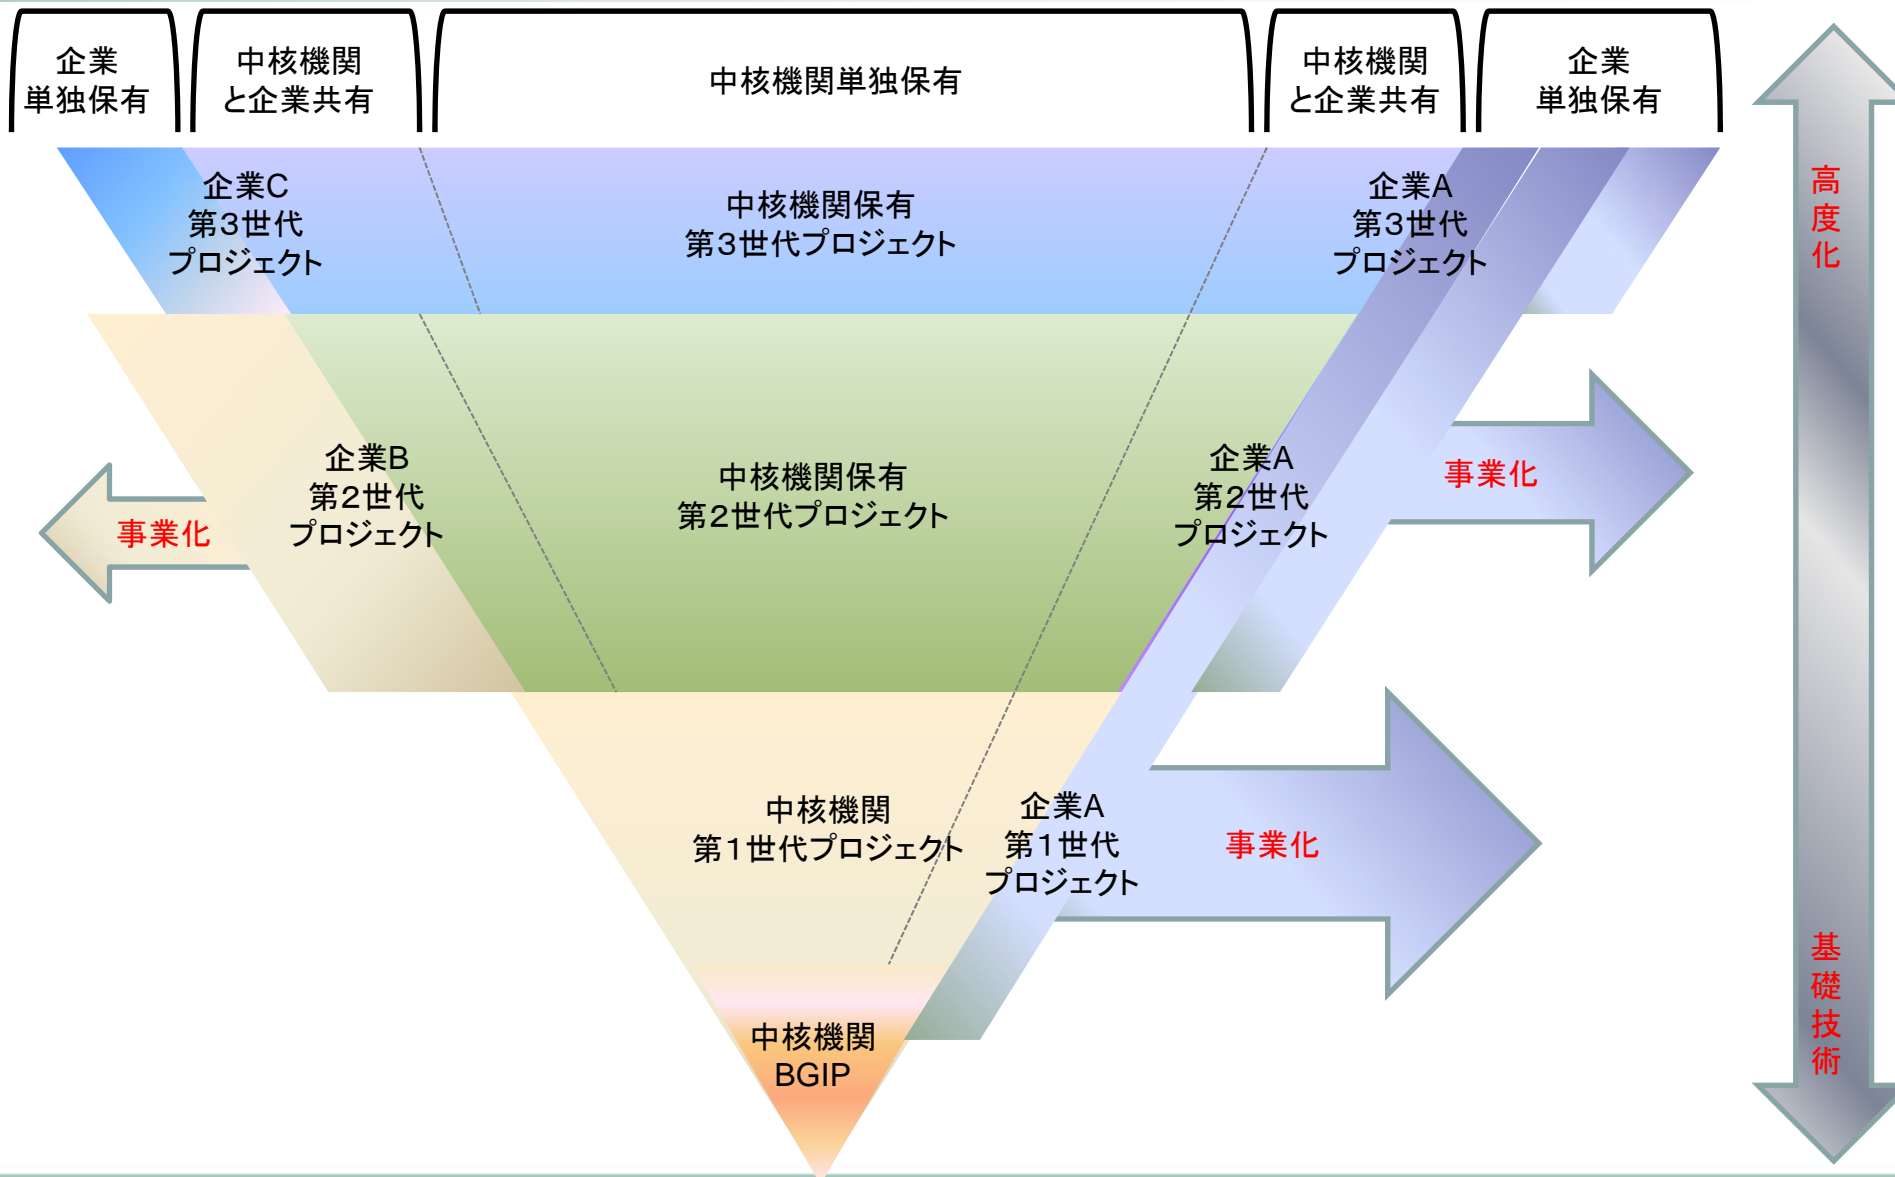 企業
単独保有
中核機関
と企業共有
中核機関単独保有
中核機関
と企業共有
企業
単独保有
企業C
第3世代
プロジェクト
中核機関保有
第3世代プロジェクト
企業A
第3世代
プロジェクト
高度化
企業B
第2世代
プロジェクト
事業化
中核機関保有
第2世代プロジェクト
企業A
第2世代
プロジェクト
事業化
中核機関
第1世代プロジェクト
企業A
第1世代
プロジェクト
事業化
基礎技術
中核機関
BGIP